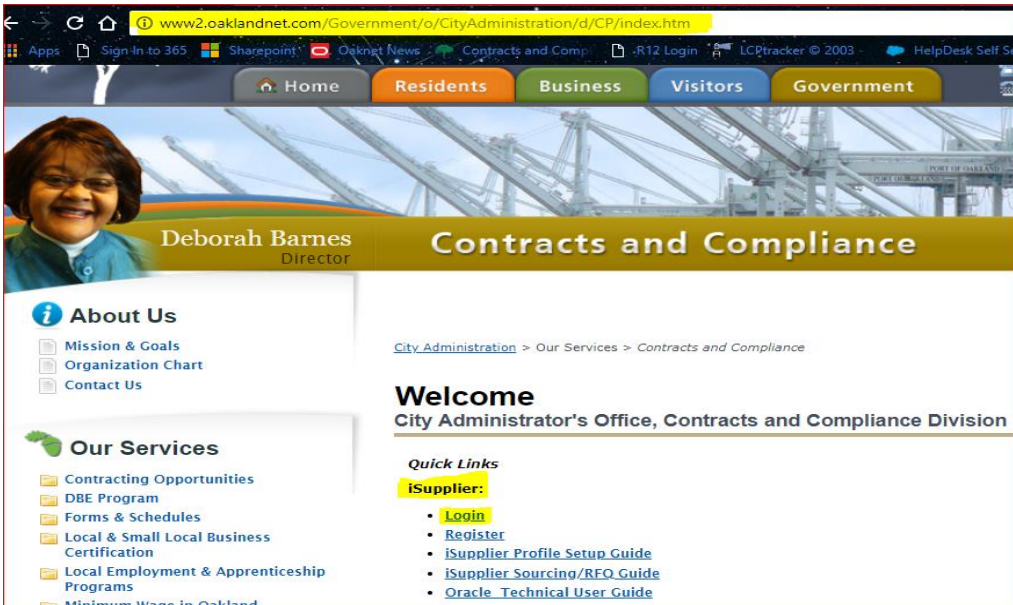 www2.oaklandnet.com/Government/o/CityAdministration/d/CP/index.htm
Apps Sign In to 365 Sharepoint Oaknet News Contracts and Comp R12 Login LCPtracker © 2003 - HelpDesk Self Se
Home Residents Business Visitors Government
PORT OF OAKLAND
Deborah Barnes
Director
Contracts and Compliance
About Us
Mission & Goals
Organization Chart
Contact Us
Our Services
Contracting Opportunities
DBE Program
Forms & Schedules
Local & Small Local Business
Certification
Local Employment & Apprenticeship
Programs
Minimum Wage in Oakland
City Administration > Our Services > Contracts and Compliance
Welcome
City Administrator's Office, Contracts and Compliance Division
Quick Links
iSupplier:
Login
Register
iSupplier Profile Setup Guide
iSupplier Sourcing/RFQ Guide
Oracle Technical User Guide